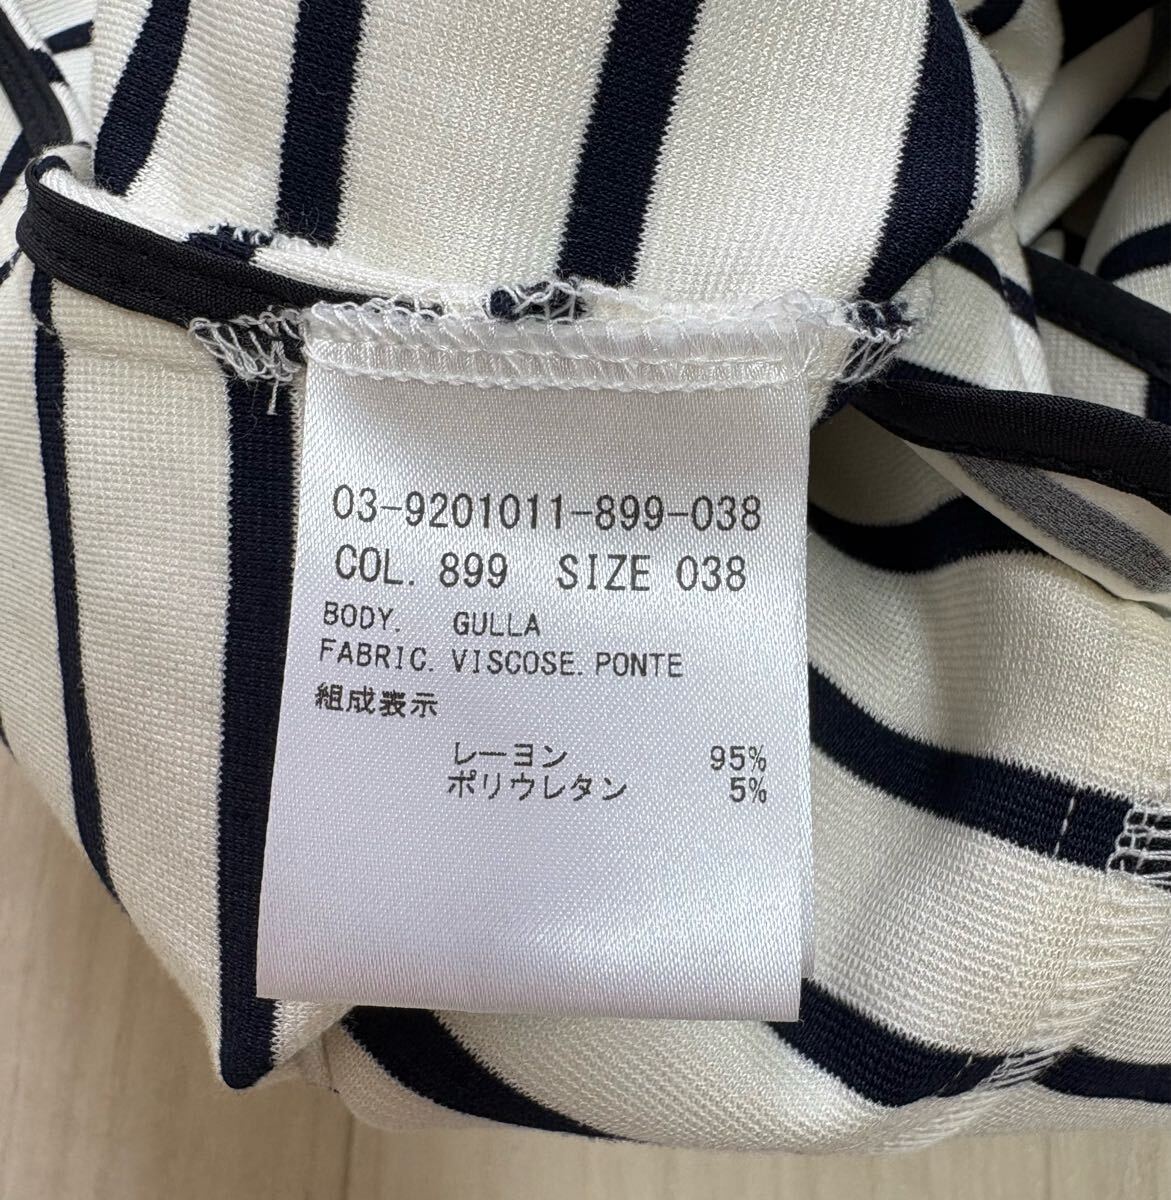 03-9201011-899-038
COL. 899 SIZE 038
BODY. GULLA
FABRIC. VISCOSE. PONTE
組成表示
レーヨン 95%
ポリウレタン 5%